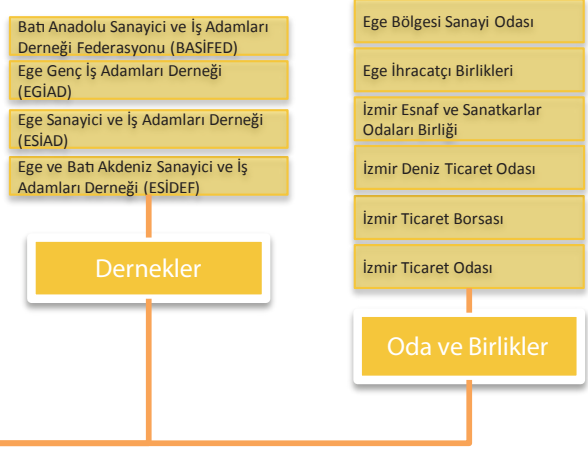 Batı Anadolu Sanayici ve İş Adamları
Derneği Federasyonu (BASİFED)
Ege Genç İş Adamları Derneği
(EGİAD)
Ege Sanayici ve İş Adamları Derneği
(ESİAD)
Ege ve Batı Akdeniz Sanayici ve İş
Adamları Derneği (ESİDEF)
Dernekler
Ege Bölgesi Sanayi Odası
Ege İhracatçı Birlikleri
İzmir Esnaf ve Sanatkarlar
Odaları Birliği
İzmir Deniz Ticaret Odası
İzmir Ticaret Borsası
İzmir Ticaret Odası
Oda ve Birlikler